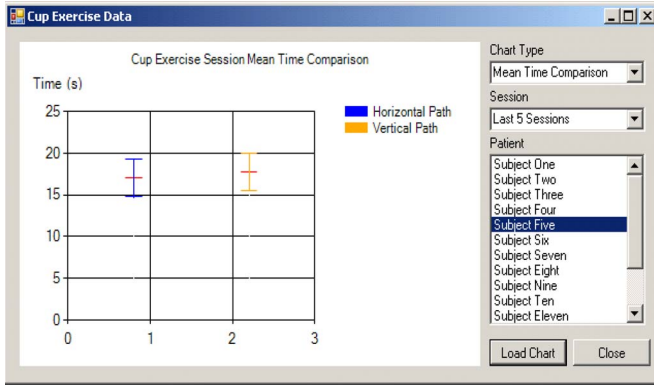 Cup Exercise Data
Cup Exercise Session Mean Time Comparison
Time (s)
25
20
15
10
5
0
0 1 2 3
Horizontal Path
Vertical Path
Chart Type
Mean Time Comparison
Session
Last 5 Sessions
Patient
Subject One
Subject Two
Subject Three
Subject Four
Subject Five
Subject Six
Subject Seven
Subject Eight
Subject Nine
Subject Ten
Subject Eleven
Load Chart Close